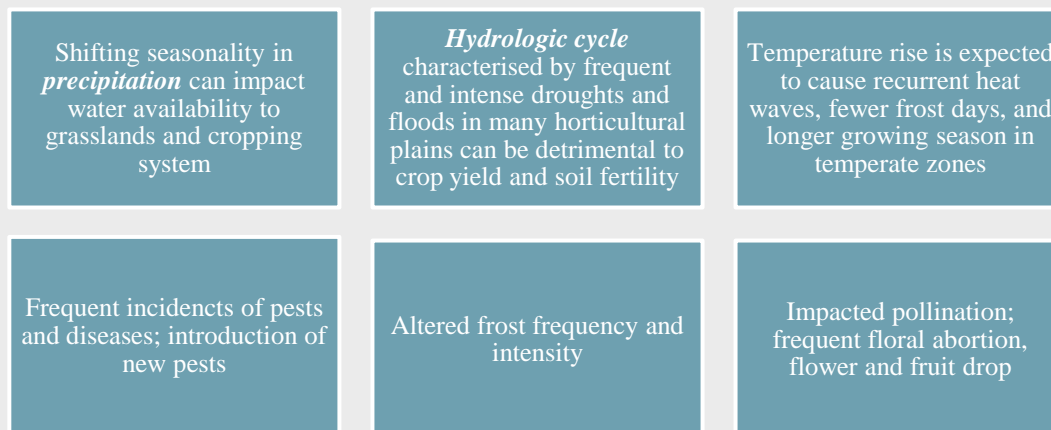 Shifting seasonality in
precipitation can impact
water availability to
grasslands and cropping
system
Hydrologic cycle
characterised by frequent
and intense droughts and
floods in many horticultural
plains can be detrimental to
crop yield and soil fertility
Temperature rise is expected
to cause recurrent heat
waves, fewer frost days, and
longer growing season in
temperate zones
Frequent incidencts of pests
and diseases; introduction of
new pests
Altered frost frequency and
intensity
Impacted pollination;
frequent floral abortion,
flower and fruit drop